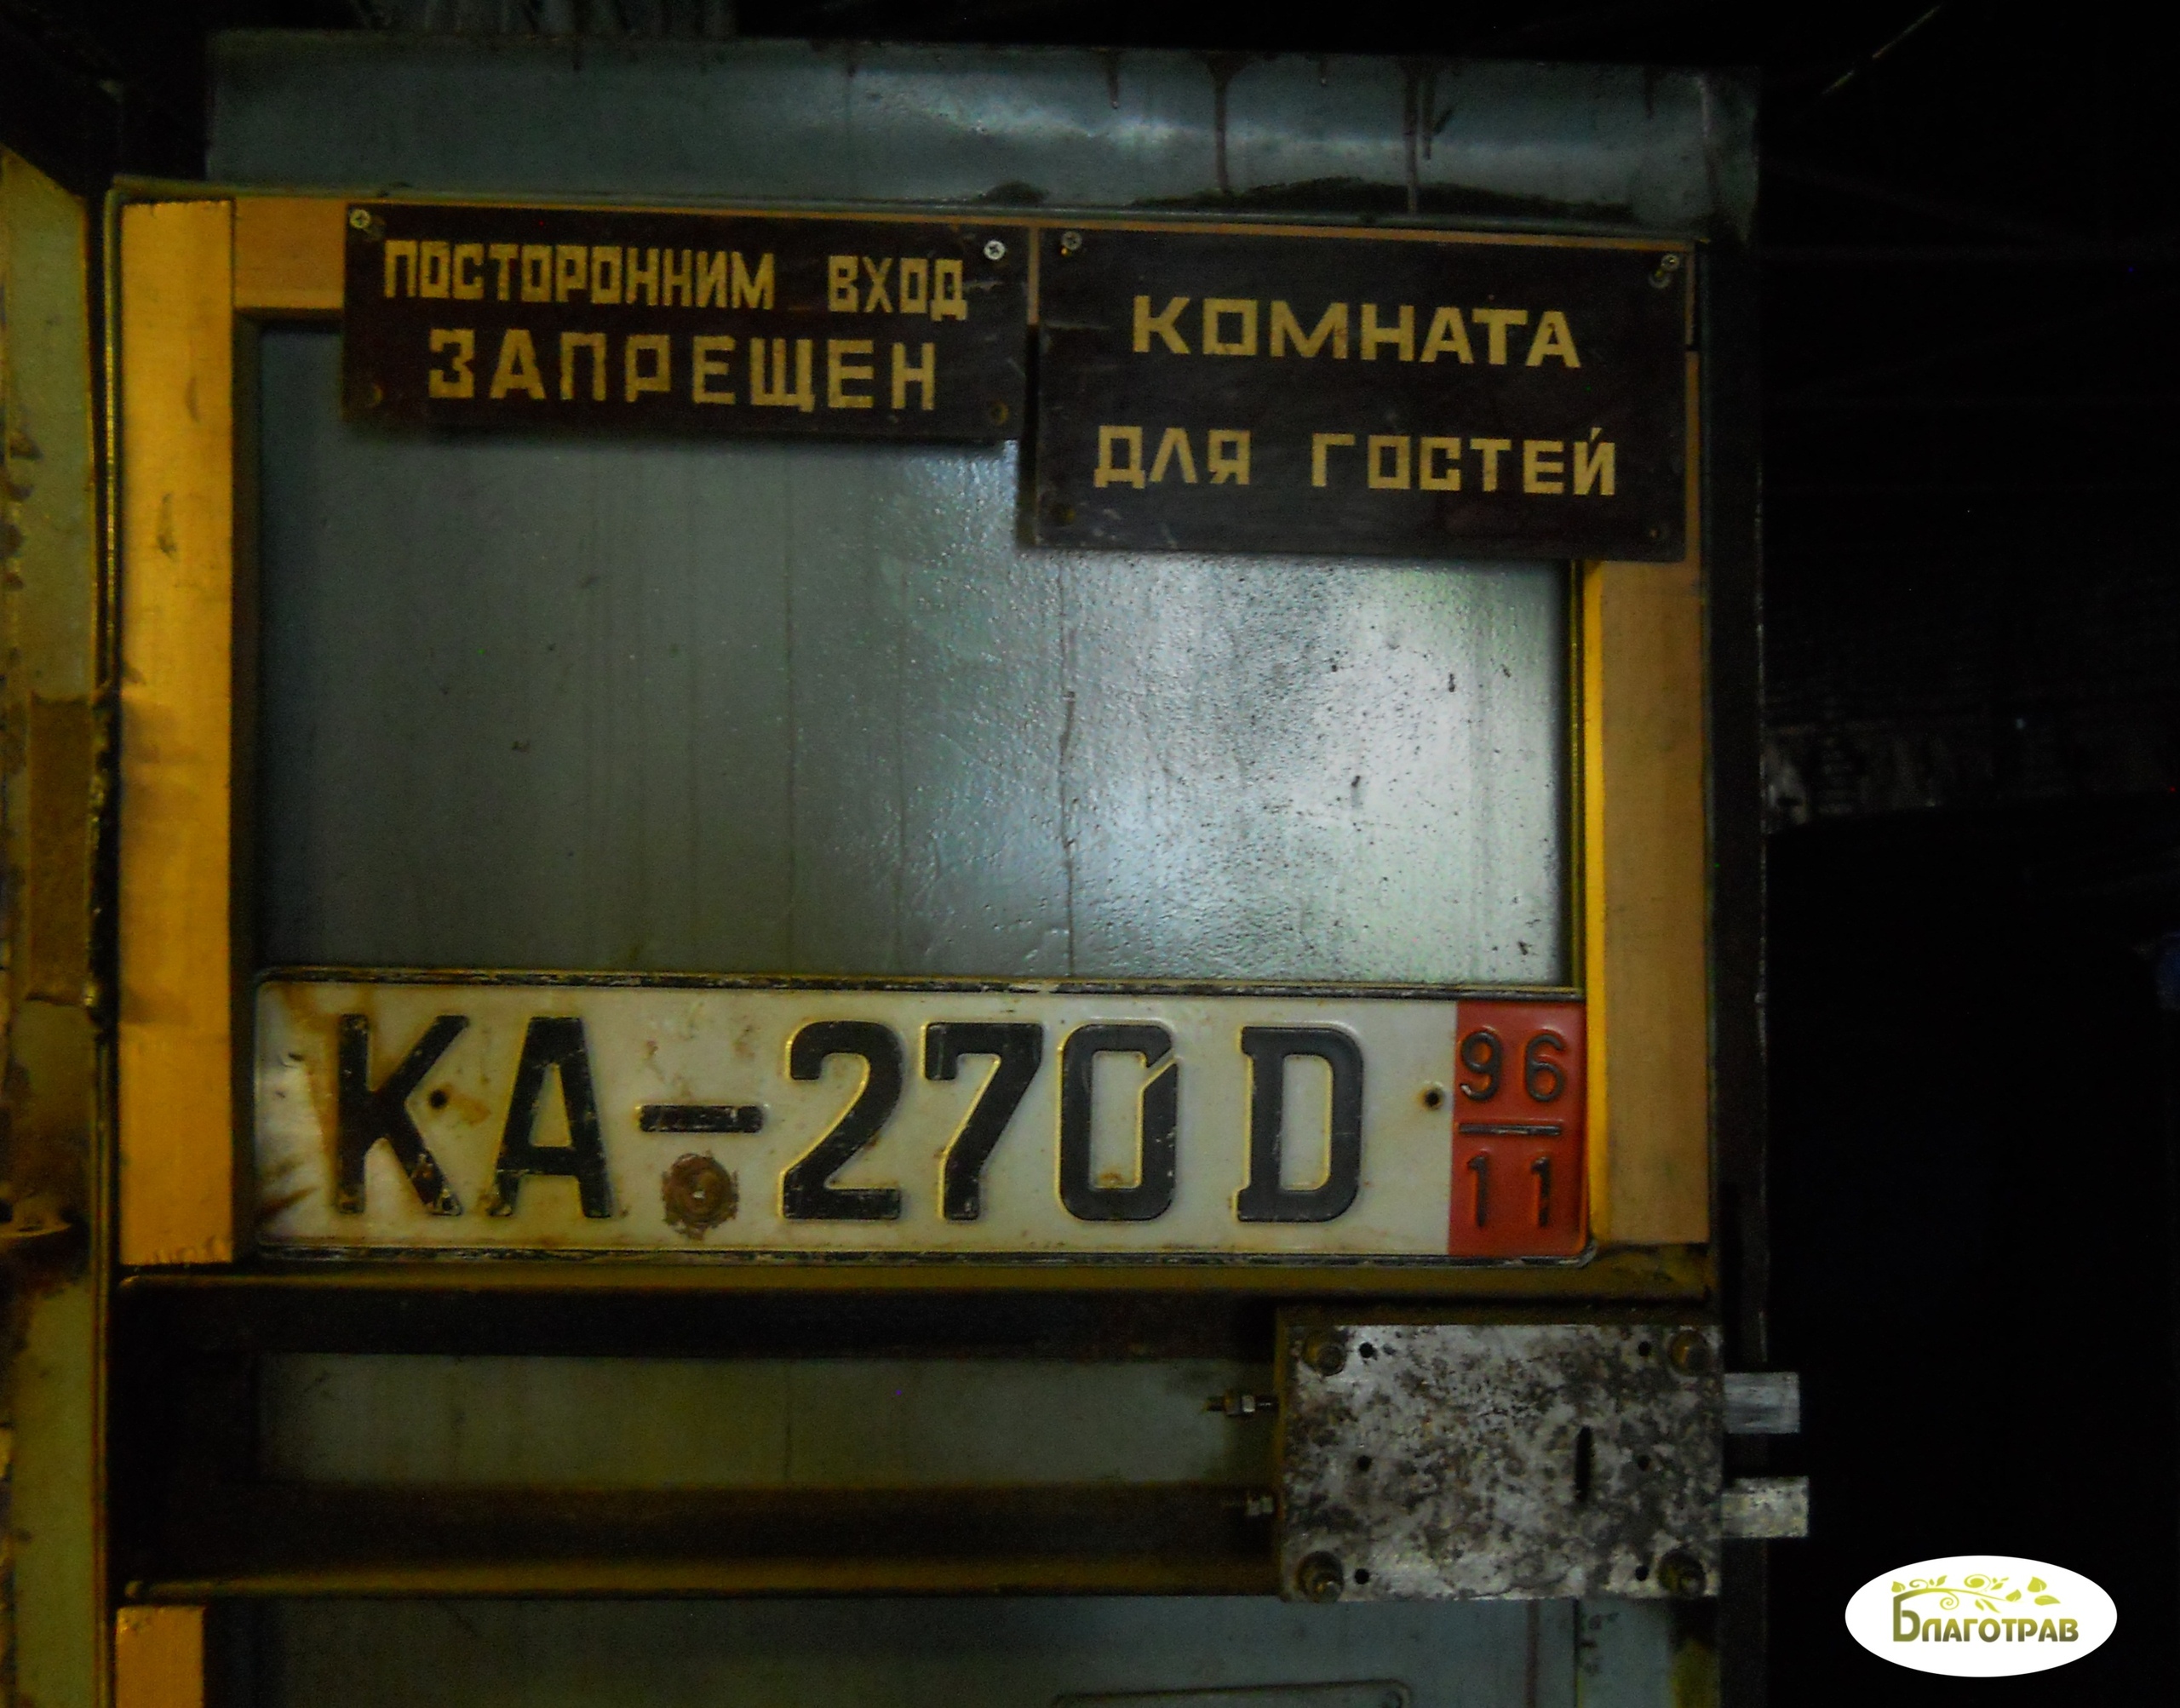 ПОСТОРОННИМ ВХОД
ЗАПРЕЩЕН
КОМНАТА
ДЛЯ ГОСТЕЙ
KA-270D
96
11
БЛАГОТРАВ